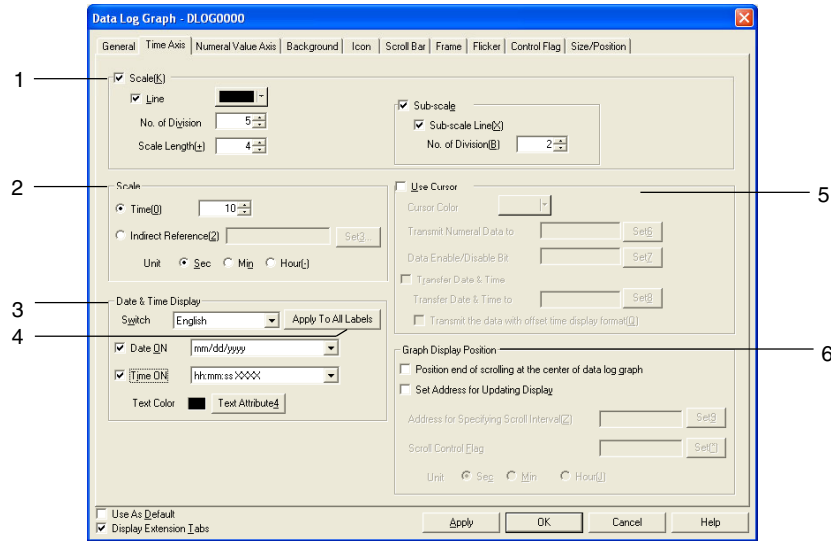 Data Log Graph - DLOG0000
General Time Axis Numeral Value Axis Background Icon Scroll Bar Frame Flicker Control Flag Size/Position
1
Scale(K)
Line
No. of Division 5
Scale Length(+) 4
Sub-scale
Sub-scale Line(X)
No. of Division(B) 2
2
Scale
Time(0) 10
Indirect Reference(2) Set3...
Unit Sec Min Hour(-)
5
Use Cursor
Cursor Color
Transmit Numeral Data to Set6
Data Enable/Disable Bit Set7
Transfer Date & Time
Transfer Date & Time to Set8
Transmit the data with offset time display format(Q)
3
Date & Time Display
Switch English Apply To All Labels
4
Date ON mm/dd/yyyy
Time ON hh:mm:ss XXXX
Text Color Text Attribute4
6
Graph Display Position
Position end of scrolling at the center of data log graph
Set Address for Updating Display
Address for Specifying Scroll Interval(Z) Set9
Scroll Control Flag Set(*)
Unit Sec Min Hour(J)
Use As Default
Display Extension Tabs
Apply OK Cancel Help